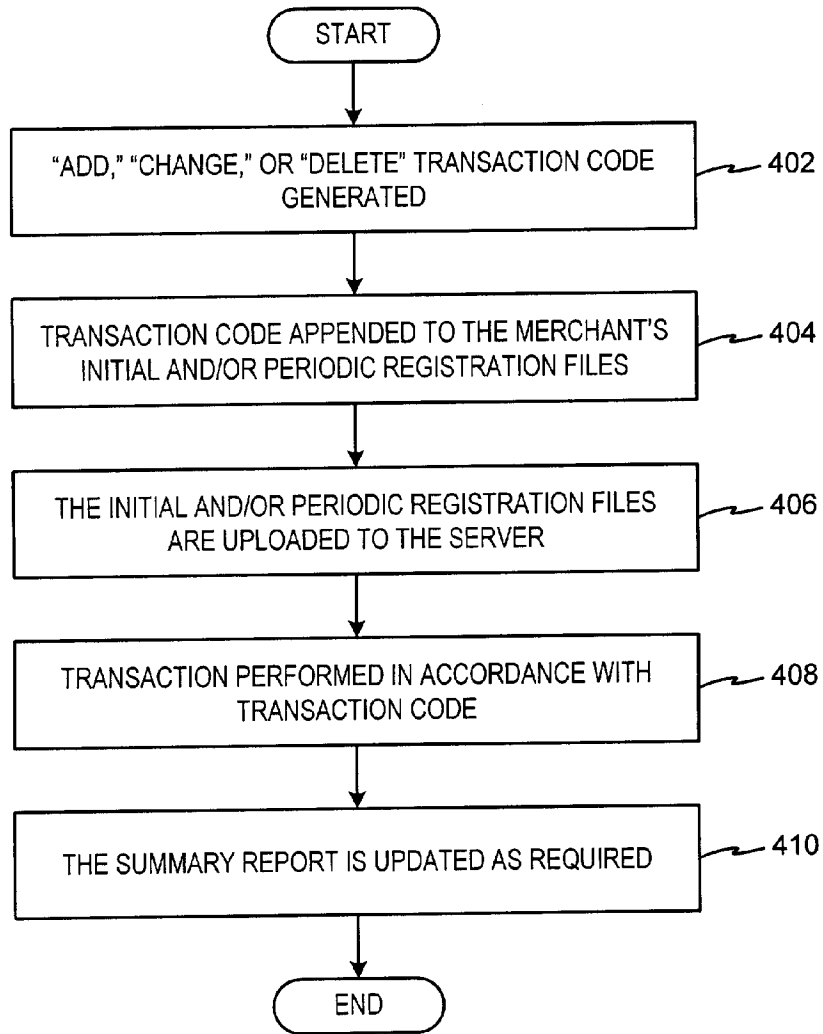 START
“ADD,” “CHANGE,” OR “DELETE” TRANSACTION CODE
GENERATED
402
TRANSACTION CODE APPENDED TO THE MERCHANT'S
INITIAL AND/OR PERIODIC REGISTRATION FILES
404
THE INITIAL AND/OR PERIODIC REGISTRATION FILES
ARE UPLOADED TO THE SERVER
406
TRANSACTION PERFORMED IN ACCORDANCE WITH
TRANSACTION CODE
408
THE SUMMARY REPORT IS UPDATED AS REQUIRED
410
END